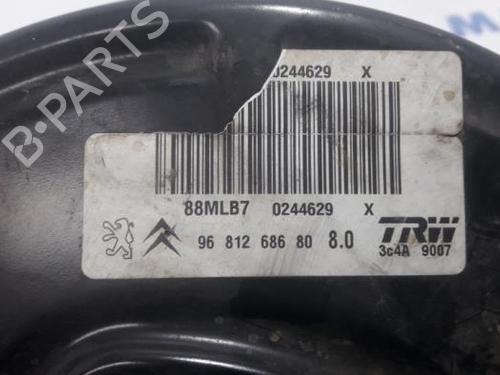 0244629 X
88MLB7 0244629 X
96 812 686 80 8.0
TRW
3c4A 9007
B-PARTS